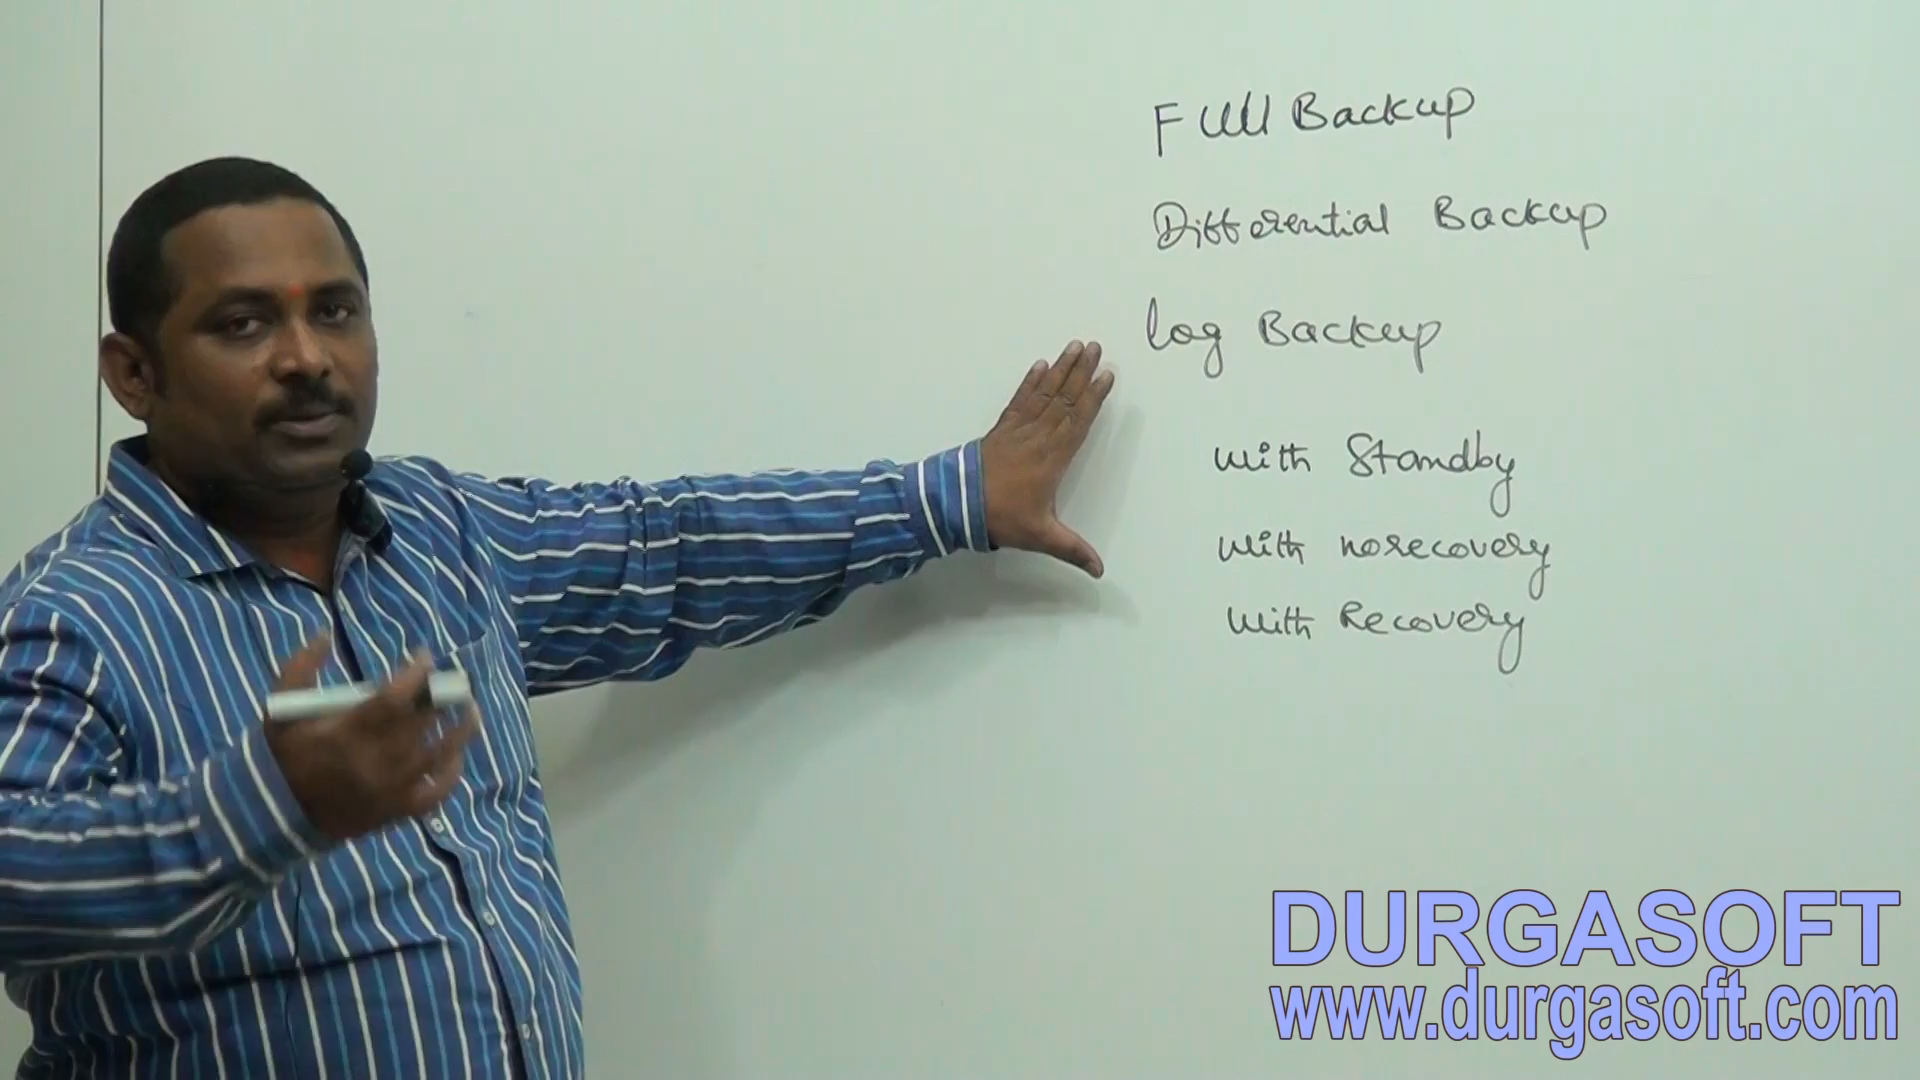 Full Backup
Differential Backup
log Backup
with Standby
with norecovery
with Recovery
DURGASOFT
www.durgasoft.com